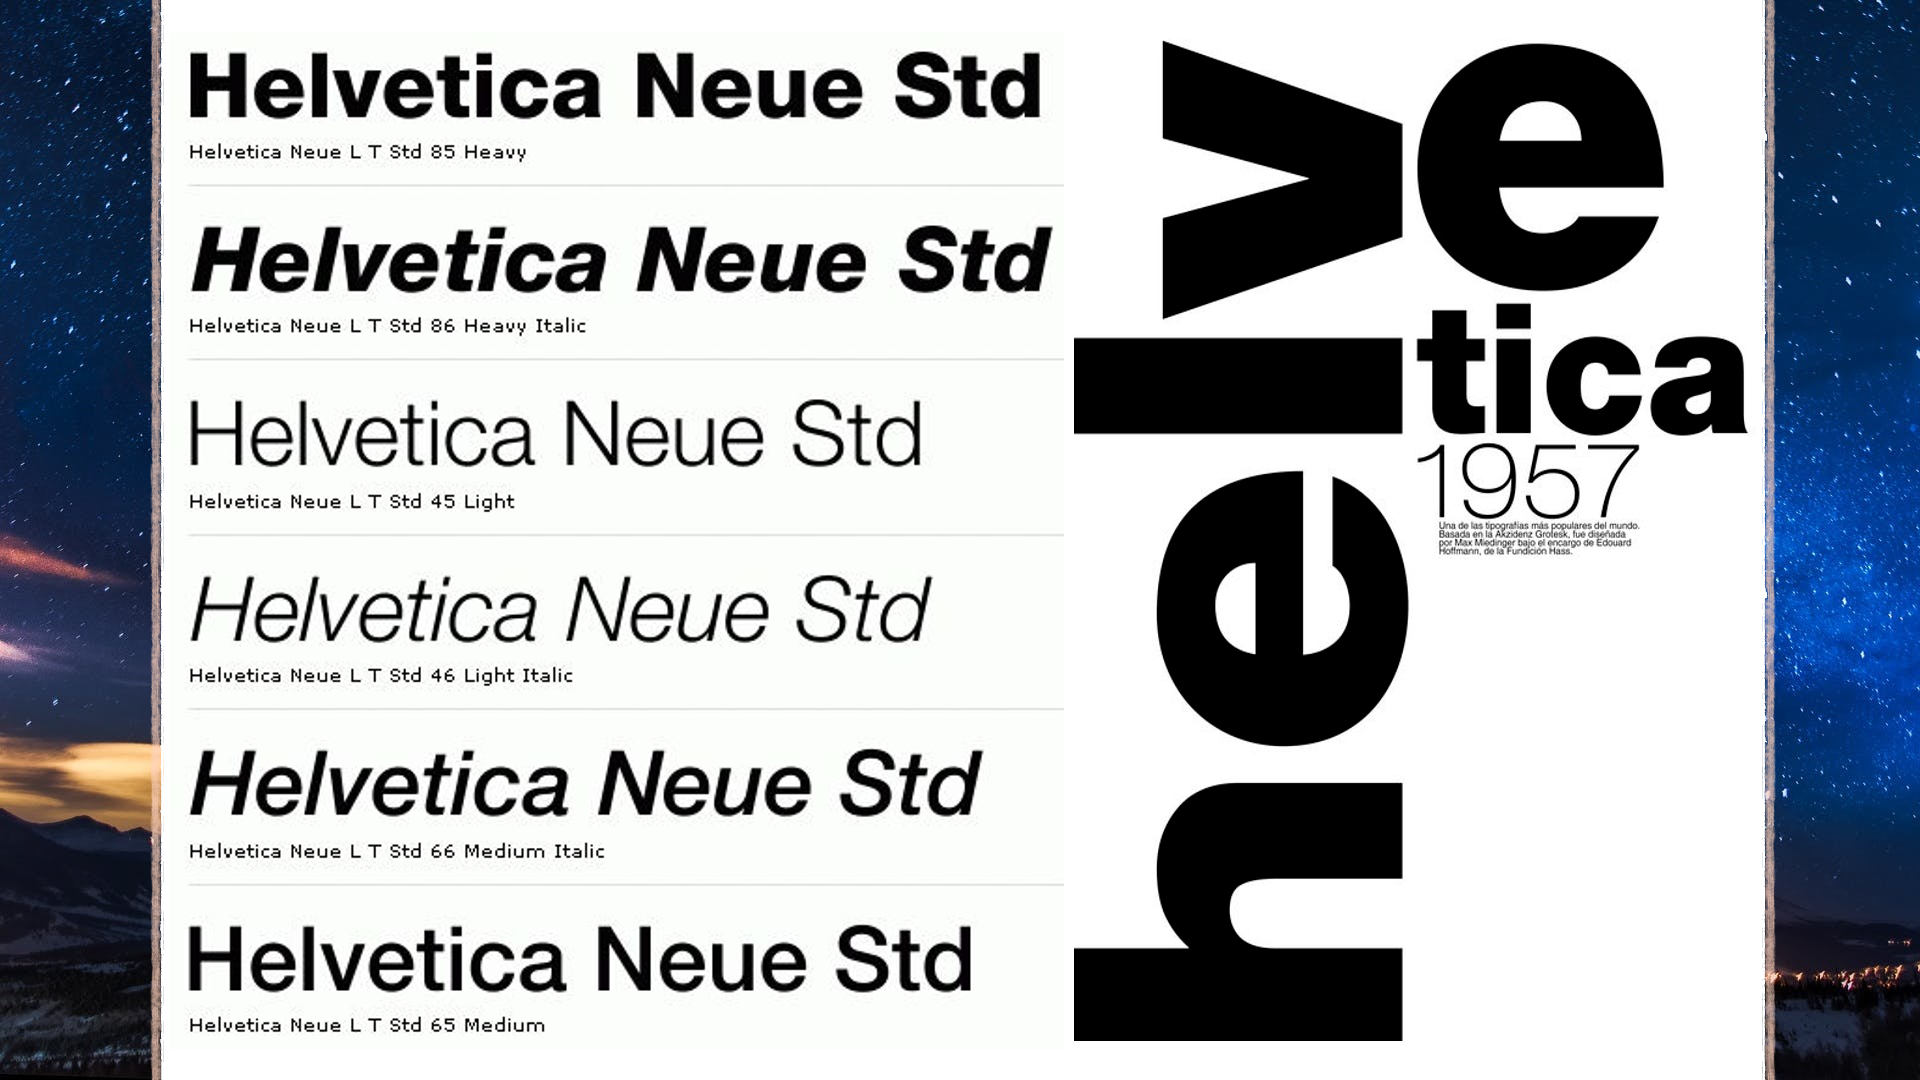 Helvetica Neue Std
Helvetica Neue L T Std 85 Heavy
Helvetica Neue Std
Helvetica Neue L T Std 86 Heavy Italic
Helvetica Neue Std
Helvetica Neue L T Std 45 Light
Helvetica Neue Std
Helvetica Neue L T Std 46 Light Italic
Helvetica Neue Std
Helvetica Neue L T Std 66 Medium Italic
Helvetica Neue Std
Helvetica Neue L T Std 65 Medium
helv
e
tica
1957
Una de las tipografías más populares del mundo.
Basada en la Akzidenz Grotesk, fue diseñada
por Max Miedinger bajo el encargo de Edouard
Hoffmann, de la Fundición Hass.